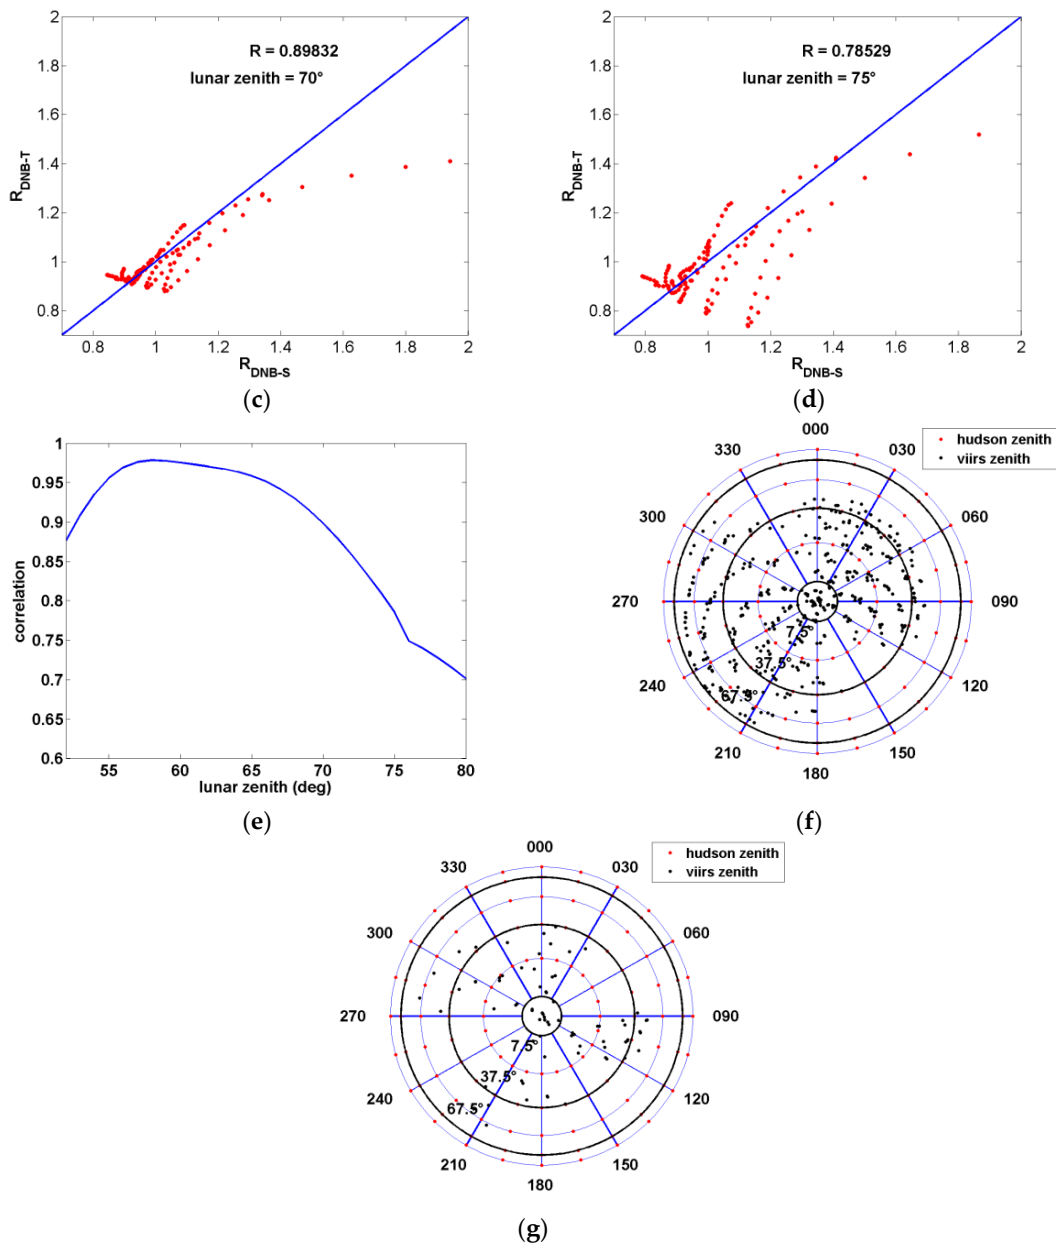 2
1.8
1.6
1.4
1.2
1
0.8
R_DNB-T
R = 0.89832
lunar zenith = 70°
0.8 1 1.2 1.4 1.6 1.8 2
R_DNB-S
(c)
2
1.8
1.6
1.4
1.2
1
0.8
R_DNB-T
R = 0.78529
lunar zenith = 75°
0.8 1 1.2 1.4 1.6 1.8 2
R_DNB-S
(d)
1
0.95
0.9
0.85
0.8
0.75
0.7
0.65
0.6
correlation
55 60 65 70 75 80
lunar zenith (deg)
(e)
hudson zenith
viirs zenith
000
330 030
300 060
270 090
240 120
210 150
180
7.5°
37.5°
67.5°
(f)
hudson zenith
viirs zenith
000
330 030
300 060
270 090
240 120
210 150
180
7.5°
37.5°
67.5°
(g)